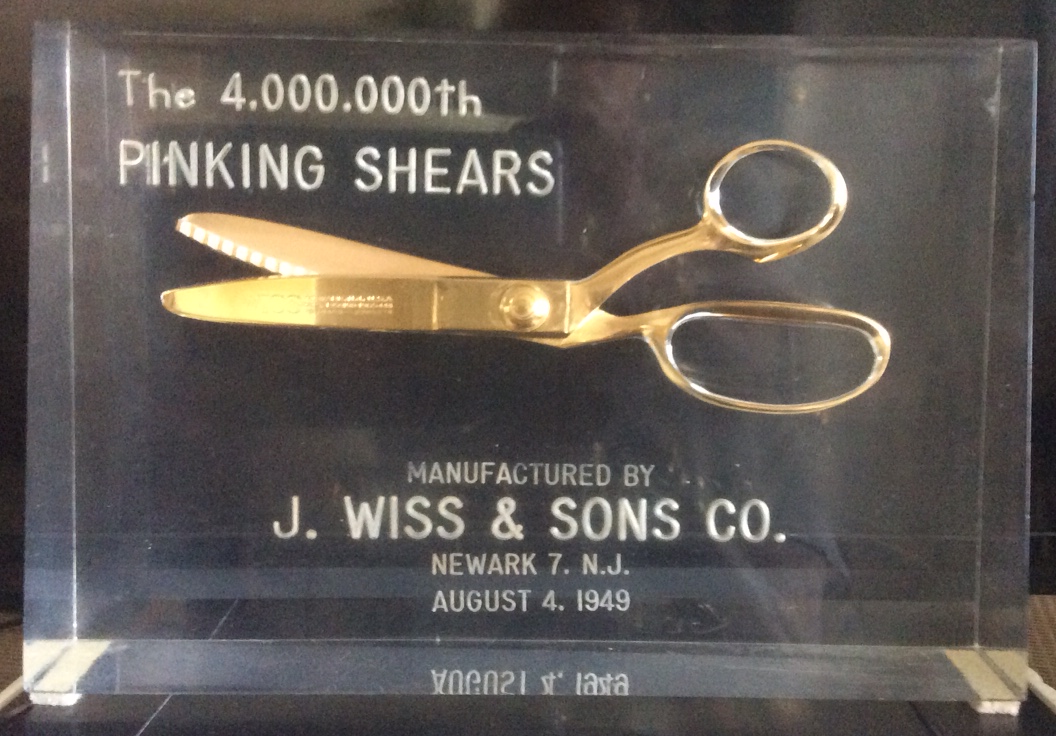 The 4.000.000th
PINKING SHEARS
MANUFACTURED BY
J. WISS & SONS CO.
NEWARK 7. N.J.
AUGUST 4. 1949